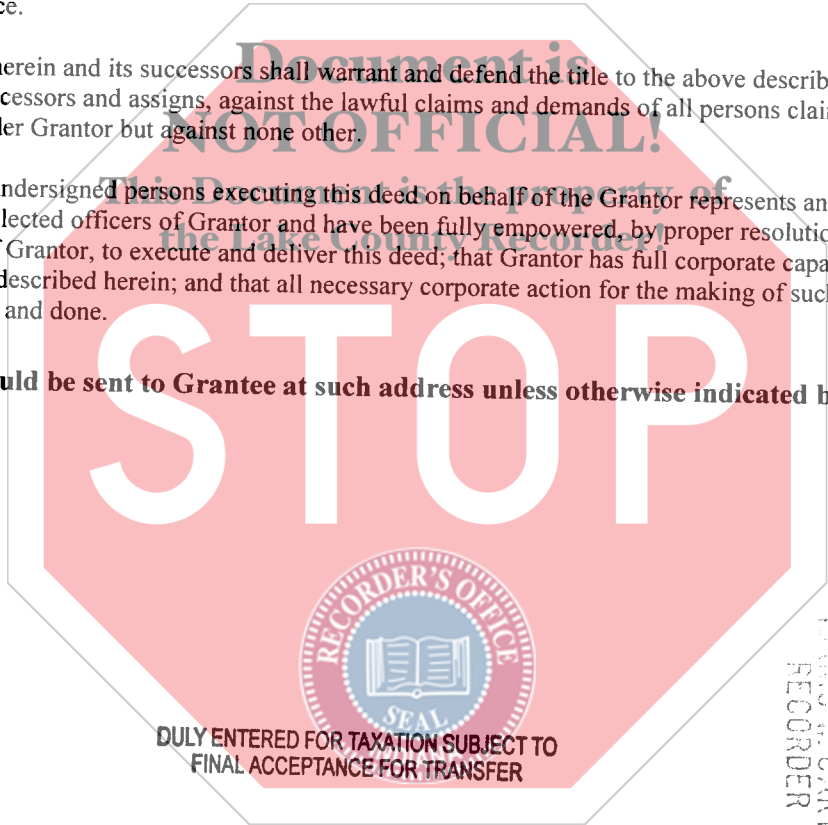 ce.
Document is
herein and its successors shall warrant and defend the title to the above describ
cessors and assigns, against the lawful claims and demands of all persons clai
der Grantor but against none other.
NOT OFFICIAL!
This Document is the property of
ndersigned persons executing this deed on behalf of the Grantor represents an
lected officers of Grantor and have been fully empowered, by proper resolutio
the Lake County Recorder!
f Grantor, to execute and deliver this deed; that Grantor has full corporate capa
described herein; and that all necessary corporate action for the making of such
and done.
STOP
uld be sent to Grantee at such address unless otherwise indicated b
RECORDER'S OFFICE
SEAL
INDIANA
DULY ENTERED FOR TAXATION SUBJECT TO
FINAL ACCEPTANCE FOR TRANSFER
RECORDER